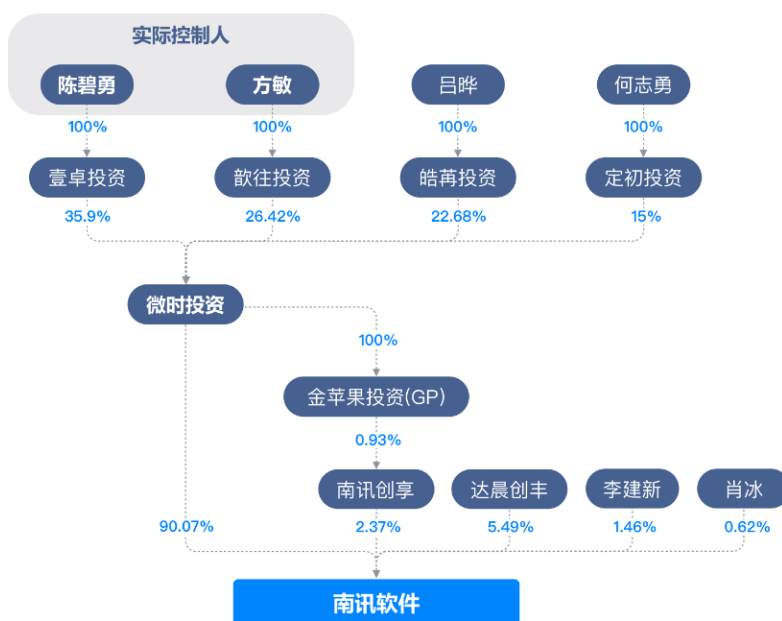 实际控制人
陈碧勇 方敏 吕晔 何志勇
100% 100% 100% 100%
壹卓投资 歆往投资 皓苒投资 定初投资
35.9% 26.42% 22.68% 15%
微时投资
100%
金苹果投资(GP)
0.93%
南讯创享 达晨创丰 李建新 肖冰
90.07% 2.37% 5.49% 1.46% 0.62%
南讯软件